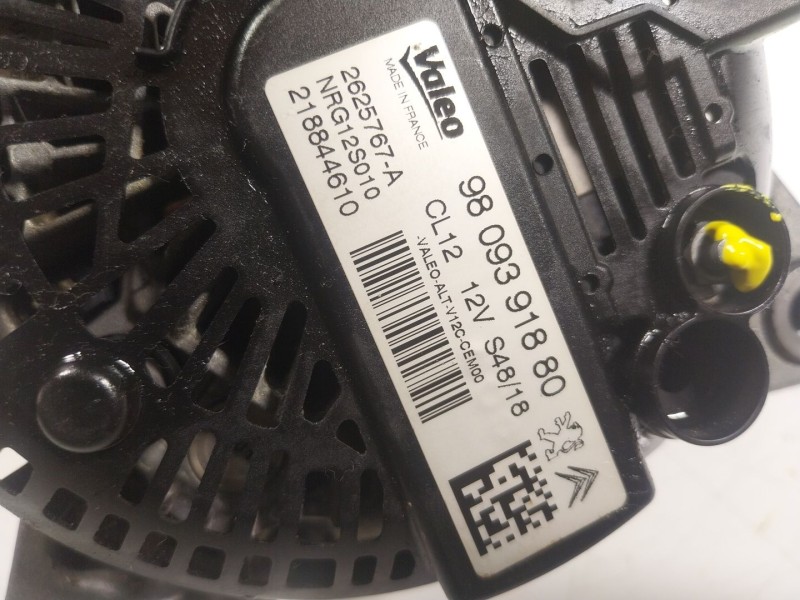 Valeo
MADE IN FRANCE
2625767-A
NRG12S010
218844610
98 093 918 80
CL12 12V S48/18
-VALEO-ALT-V12C-CEM00